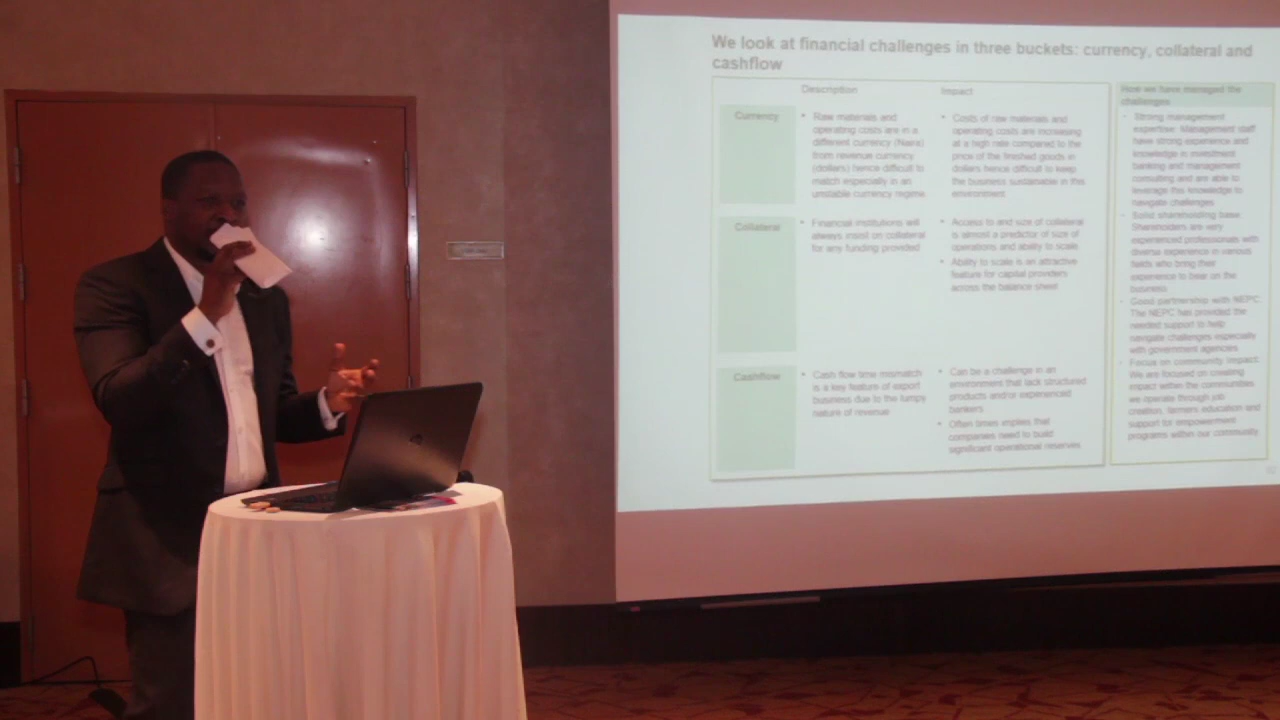 We look at financial challenges in three buckets: currency, collateral and
cashflow
Description
Impact
How we have managed the
challenges
Currency
• Raw materials and
operating costs are in a
different currency (Naira)
from revenue currency
(dollars) hence difficult to
match especially in an
unstable currency regime
• Costs of raw materials and
operating costs are increasing
at a high rate compared to the
price of the finished goods in
dollars hence difficult to keep
the business sustainable in this
environment
Collateral
• Financial institutions will
always insist on collateral
for any funding provided
• Access to and size of collateral
is almost a predictor of size of
operations and ability to scale
• Ability to scale is an attractive
feature for capital providers
across the balance sheet
Cashflow
• Cash flow time mismatch
is a key feature of export
business due to the lumpy
nature of revenue
• Can be a challenge in an
environment that lack structured
products and/or experienced
bankers
• Often times implies that
companies need to build
significant operational reserves
- Strong management
expertise: Management staff
have strong experience and
knowledge in investment
banking and management
consulting and are able to
leverage this knowledge to
navigate challenges
- Solid shareholding base:
Shareholders are very
experienced professionals with
diverse experience in various
fields who bring their
experience to bear on the
business
- Good partnership with NEPC:
The NEPC has provided the
needed support to help
navigate challenges especially
with government agencies
- Focus on community impact:
We are focused on creating
impact within the communities
we operate through job
creation, farmers education and
support for empowerment
programs within our community